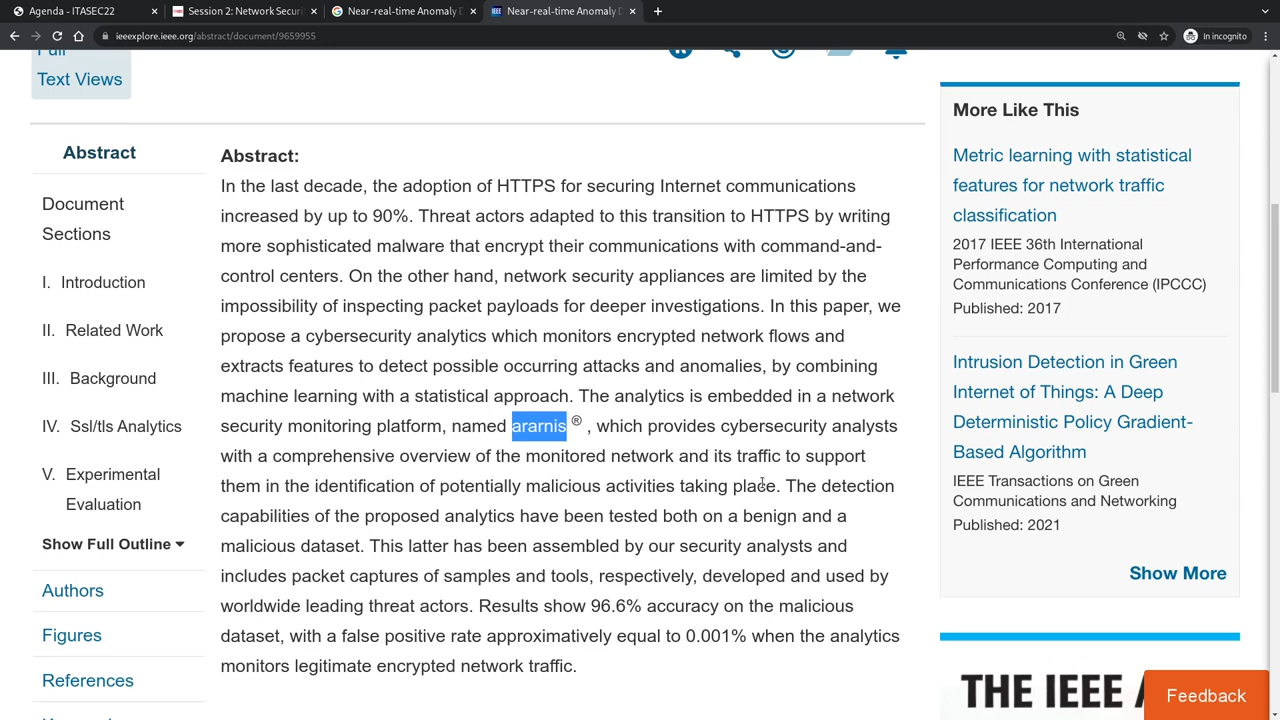 Agenda - ITASEC22
Session 2: Network Securi
Near-real-time Anomaly D
Near-real-time Anomaly D
ieeexplore.ieee.org/abstract/document/9659955
In incognito
Full
Text Views
Abstract
Document
Sections
I. Introduction
II. Related Work
III. Background
IV. Ssl/tls Analytics
V. Experimental
Evaluation
Show Full Outline
Authors
Figures
References
Abstract:
In the last decade, the adoption of HTTPS for securing Internet communications
increased by up to 90%. Threat actors adapted to this transition to HTTPS by writing
more sophisticated malware that encrypt their communications with command-and-
control centers. On the other hand, network security appliances are limited by the
impossibility of inspecting packet payloads for deeper investigations. In this paper, we
propose a cybersecurity analytics which monitors encrypted network flows and
extracts features to detect possible occurring attacks and anomalies, by combining
machine learning with a statistical approach. The analytics is embedded in a network
security monitoring platform, named ararnis ® , which provides cybersecurity analysts
with a comprehensive overview of the monitored network and its traffic to support
them in the identification of potentially malicious activities taking place. The detection
capabilities of the proposed analytics have been tested both on a benign and a
malicious dataset. This latter has been assembled by our security analysts and
includes packet captures of samples and tools, respectively, developed and used by
worldwide leading threat actors. Results show 96.6% accuracy on the malicious
dataset, with a false positive rate approximatively equal to 0.001% when the analytics
monitors legitimate encrypted network traffic.
More Like This
Metric learning with statistical
features for network traffic
classification
2017 IEEE 36th International
Performance Computing and
Communications Conference (IPCCC)
Published: 2017
Intrusion Detection in Green
Internet of Things: A Deep
Deterministic Policy Gradient-
Based Algorithm
IEEE Transactions on Green
Communications and Networking
Published: 2021
Show More
THE IEEE
Feedback